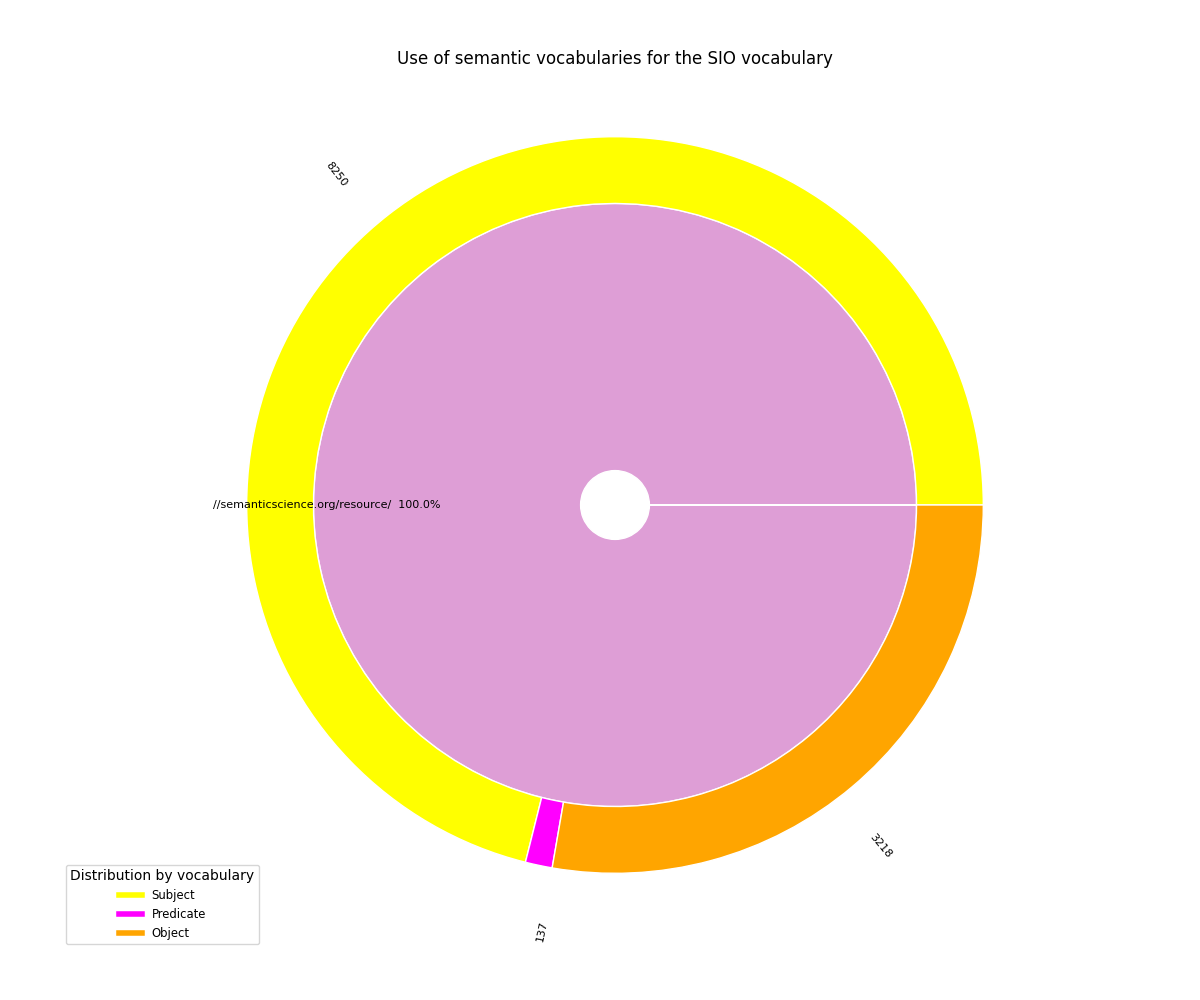 Use of semantic vocabularies for the SIO vocabulary
8250
//semanticscience.org/resource/  100.0%
3218
137
Distribution by vocabulary
Subject
Predicate
Object